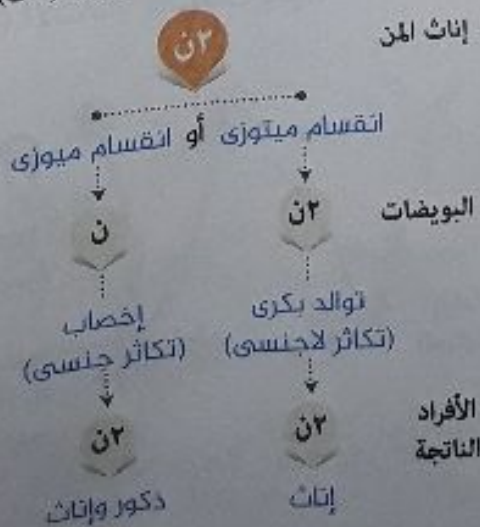 إناث المن
٢ن
انقسام ميتوزى أو انقسام ميوزى
البويضات
٢ن
ن
توالد بكرى
(تكاثر لاجنسى)
إخصاب
(تكاثر جنسى)
الأفراد
الناتجة
٢ن
٢ن
إناث
ذكور وإناث